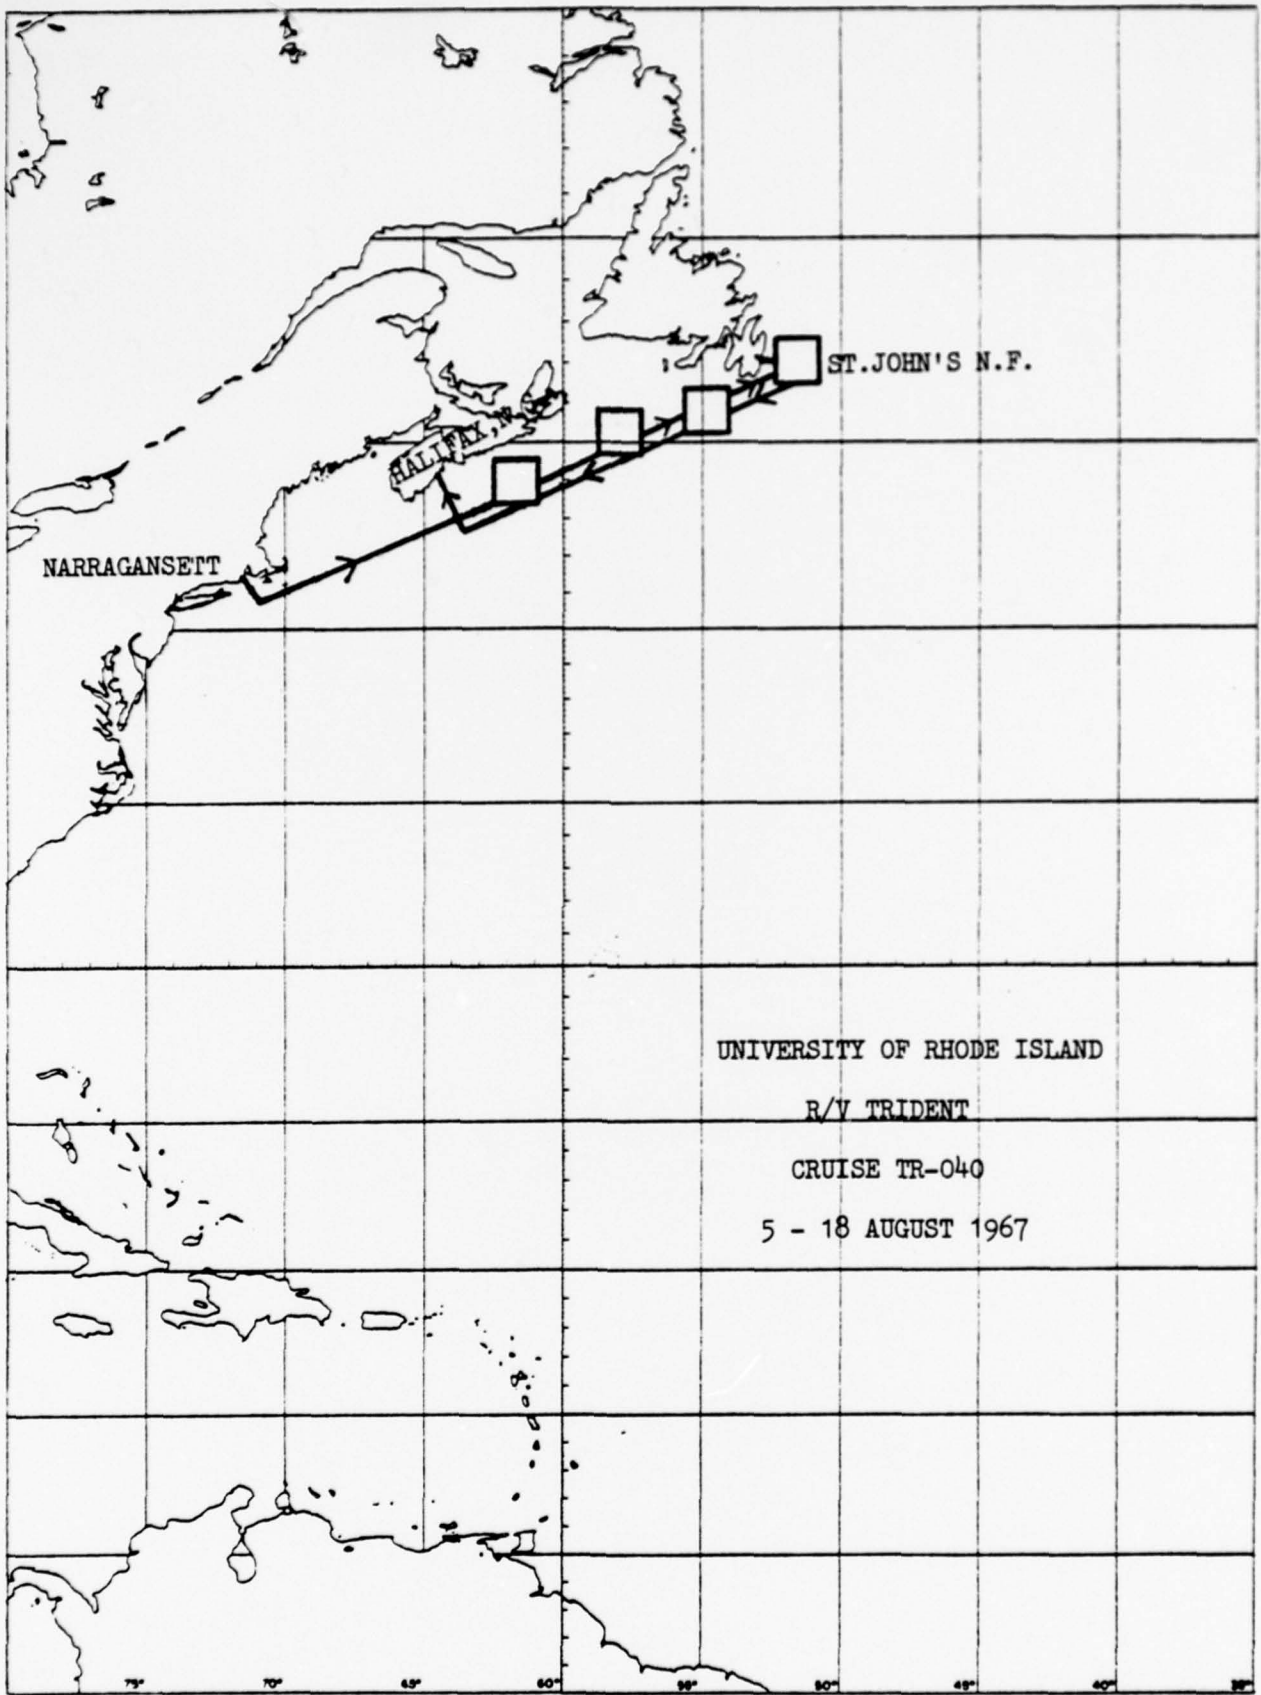 ST.JOHN'S N.F.
HALIFAX, N
NARRAGANSETT
UNIVERSITY OF RHODE ISLAND
R/V TRIDENT
CRUISE TR-040
5 - 18 AUGUST 1967
75° 70° 65° 60° 55° 50° 45° 40°